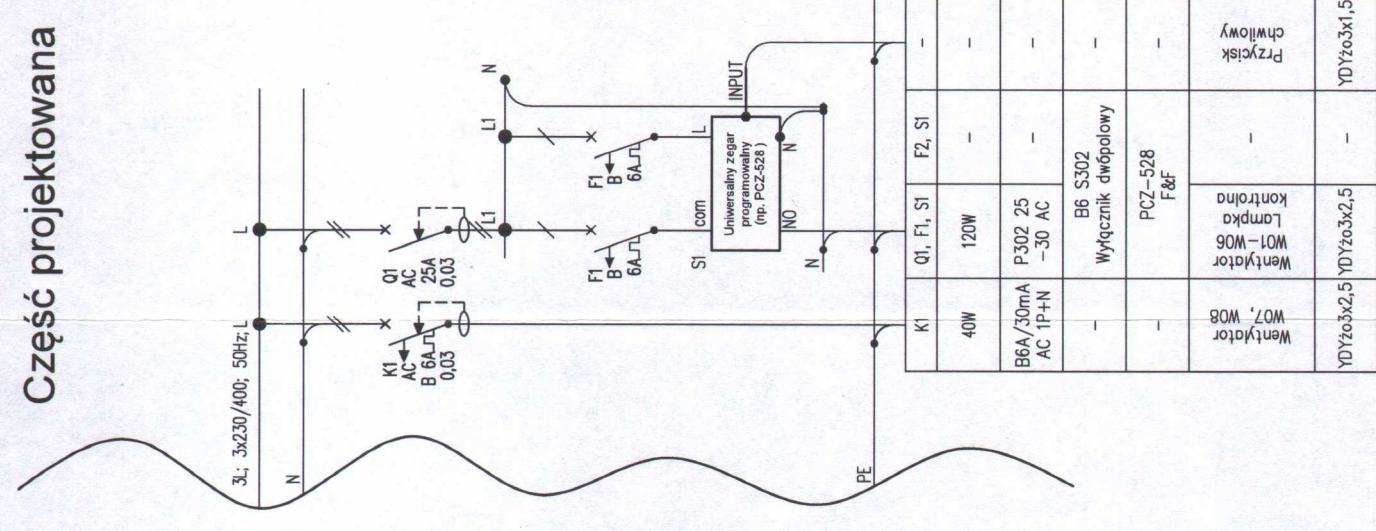 Część projektowana
3L; 3x230/400; 50Hz;
L
L
N
K1
AC
B 6A
0,03
Q1
AC
25A
0,03
L1
L1
N
F1
B
6A
F1
B
6A
S1
com
L
Uniwersalny zegar
programowalny
(np. PCZ-528 )
INPUT
NO
N
N
PE
K1
Q1, F1, S1
F2, S1
-
40W
120W
-
-
B6A/30mA
AC 1P+N
P302 25
-30 AC
-
-
-
B6 S302
Wyłącznik dwópolowy
-
-
PCZ-528
F&F
-
Wentylator
W07, W08
Wentylator
W01-W06
Lampka
kontrolna
-
Przycisk
chwilowy
YDYżo3x2,5
YDYżo3x2,5
-
YDYżo3x1,5